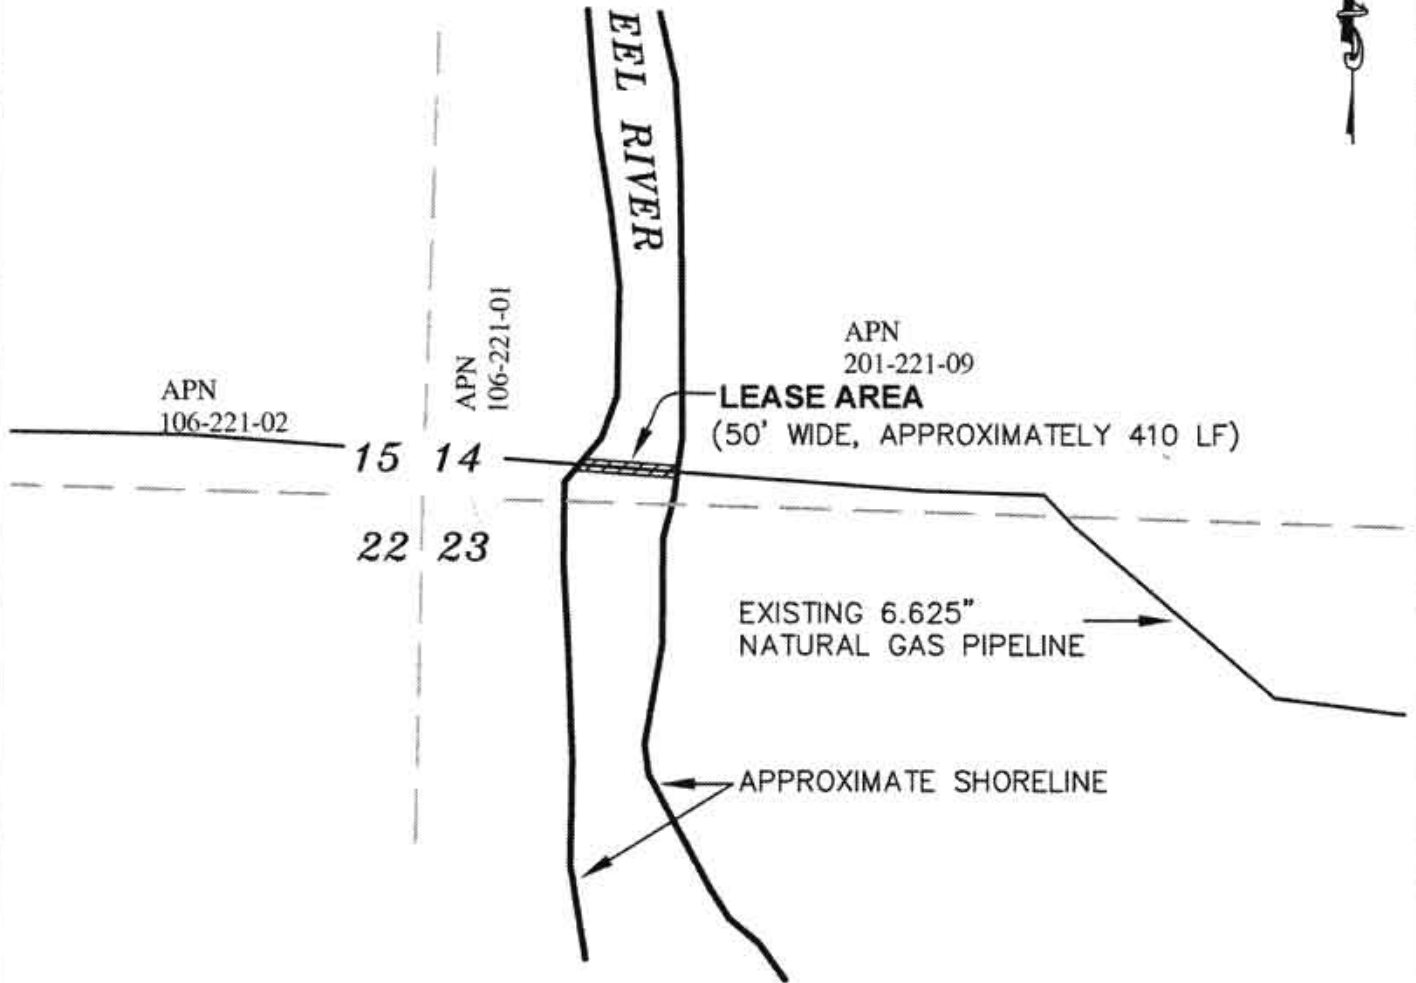 EEL RIVER
APN
106-221-02
APN
106-221-01
APN
201-221-09
LEASE AREA
(50' WIDE, APPROXIMATELY 410 LF)
15 14
22 23
EXISTING 6.625"
NATURAL GAS PIPELINE
APPROXIMATE SHORELINE